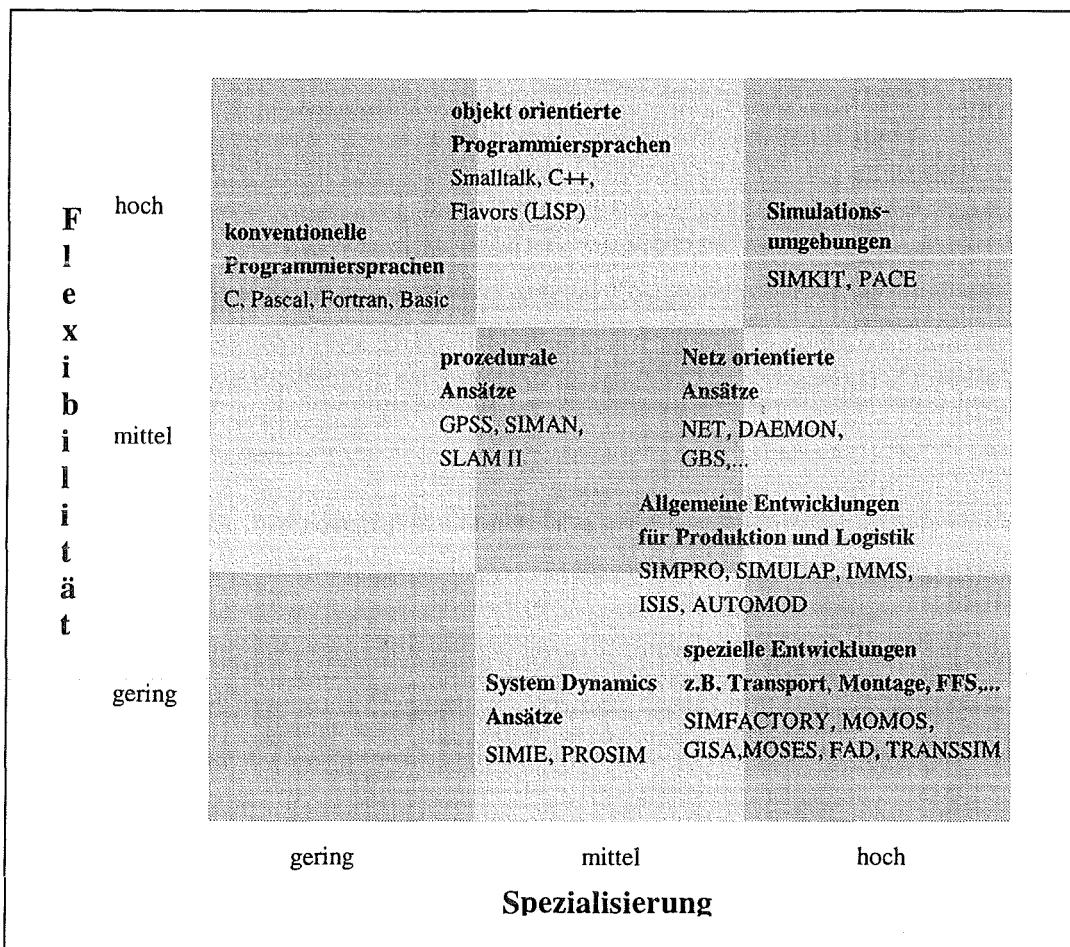 objekt orientierte
Programmiersprachen
Smalltalk, C++,
Flavors (LISP)
konventionelle
Programmiersprachen
C, Pascal, Fortran, Basic
Simulations-
umgebungen
SIMKIT, PACE
prozedurale
Ansätze
GPSS, SIMAN,
SLAM II
Netz orientierte
Ansätze
NET, DAEMON,
GBS,...
Allgemeine Entwicklungen
für Produktion und Logistik
SIMPRO, SIMULAP, IMMS,
ISIS, AUTOMOD
System Dynamics
Ansätze
SIMIE, PROSIM
spezielle Entwicklungen
z.B. Transport, Montage, FFS,...
SIMFACTORY, MOMOS,
GISA,MOSES, FAD, TRANSSIM
Flexibilität
hoch
mittel
gering
gering mittel hoch
Spezialisierung